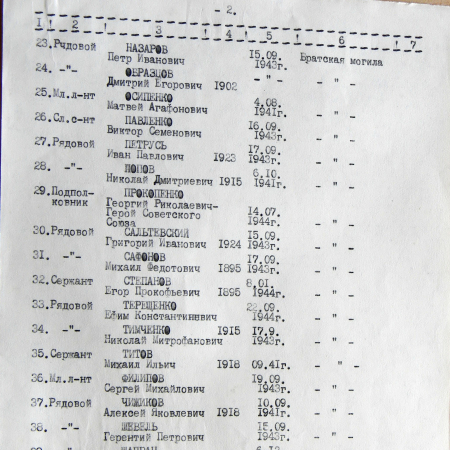 - 2.
I ! 2 ! 3 ! 4 ! 5 ! 6 ! 7
23. Рядовой НАЗАРОВ
Петр Иванович 15.09. 1943г. Братская могила
24. -"- ОБРАЗЦОВ
Дмитрий Егорович 1902 - " - - " -
25. Мл.л-нт ОСИПЕНКО
Матвей Агафонович 4.08. 1941г. - " -
26. Сл.с-нт ПАВЛЕНКО
Виктор Семенович 16.09. 1943г. - " -
27. Рядовой ПЕТРУСЬ
Иван Павлович 1923 17.09. 1943г. - " -
28. -"- ПОПОВ
Николай Дмитриевич 1915 6.10. 1941г. - " -
29. Подпол-ковник ПРОКОПЕНКО
Георгий Риколаевич-
Герой Советского 14.07.
Союза 1944г. - " -
30. Рядовой САЛЬТЕВСКИЙ 15.09.
Григорий Иванович 1924 1943г. - " -
31. -"- САФОНОВ 17.09.
Михаил Федотович 1895 1943г. - " -
32. Сержант СТЕПАНОВ 8.01.
Егор Прокофьевич 1895 1944г. - " -
33. Рядовой ТЕРЕЩЕНКО 22.09.
Ефим Константинович 1944г. - " -
34. -"- ТИМЧЕНКО 1915 17.9.
Николай Митрофанович 1943г. - " -
35. Сержант ТИТОВ
Михаил Ильич 1918 09.41г. - " -
36. Мл.л-нт ФИЛИПОВ 19.09.
Сергей Михайлович 1943г. - " -
37. Рядовой ЧИЖИКОВ 10.09.
Алексей Яковлевич 1918 1941г. - " -
38. -"- ШЕВЕЛЬ 15.09.
Герентий Петрович 1943г. - " -